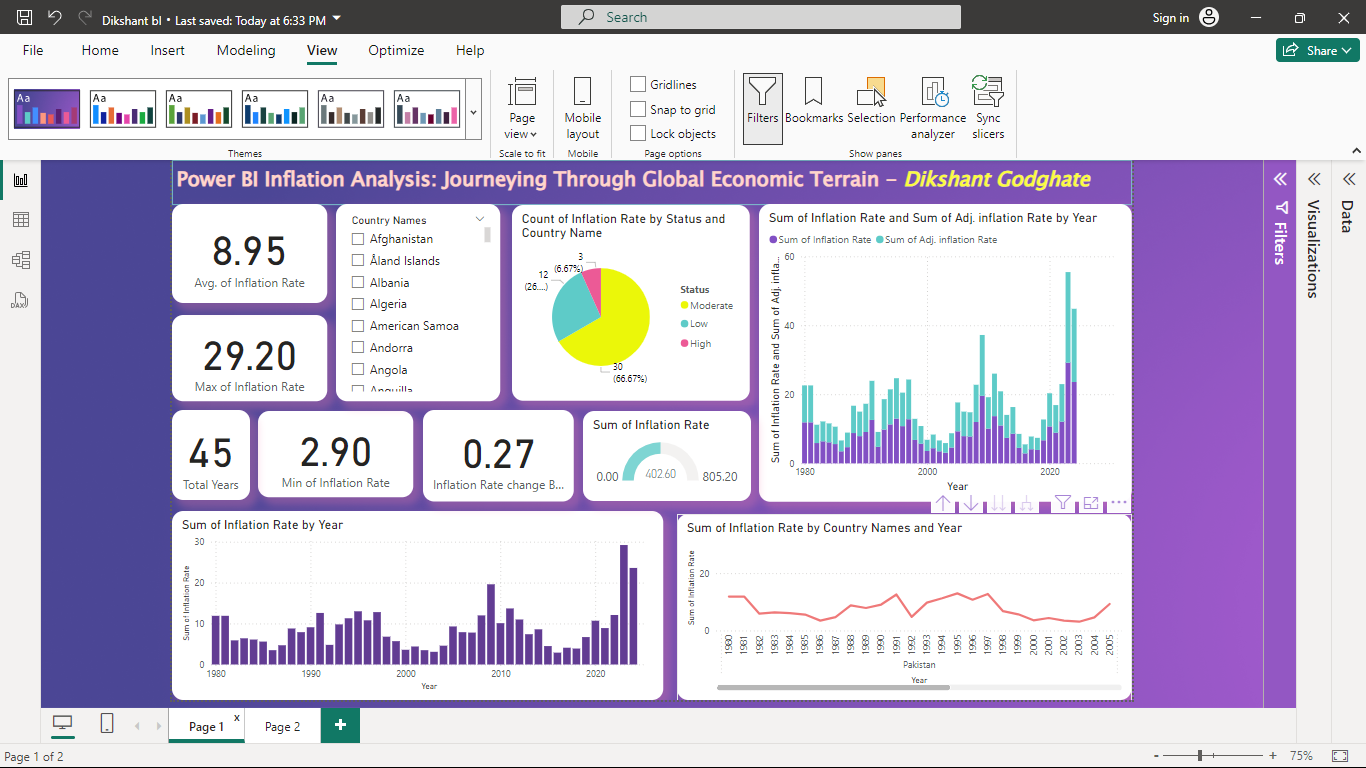 Dikshant bI • Last saved: Today at 6:33 PM
Search
Sign in
File Home Insert Modeling View Optimize Help
Share
Aa Aa Aa Aa Aa Aa
Themes
Page view
Scale to fit
Mobile layout
Mobile
Gridlines
Snap to grid
Lock objects
Page options
Filters
Bookmarks
Selection
Performance analyzer
Sync slicers
Show panes
DAX
Power BI Inflation Analysis: Journeying Through Global Economic Terrain – Dikshant Godghate
8.95
Avg. of Inflation Rate
29.20
Max of Inflation Rate
Country Names
Afghanistan
Åland Islands
Albania
Algeria
American Samoa
Andorra
Angola
Anguilla
Count of Inflation Rate by Status and
Country Name
3
(6.67%)
12
(26....)
30
(66.67%)
Status
Moderate
Low
High
Sum of Inflation Rate and Sum of Adj. inflation Rate by Year
Sum of Inflation Rate Sum of Adj. inflation Rate
Sum of Inflation Rate and Sum of Adj. infla...
60
40
20
0
1980 2000 2020
Year
45
Total Years
2.90
Min of Inflation Rate
0.27
Inflation Rate change B...
Sum of Inflation Rate
0.00 402.60 805.20
Sum of Inflation Rate by Year
Sum of Inflation Rate
30
20
10
0
1980 1990 2000 2010 2020
Year
Sum of Inflation Rate by Country Names and Year
Sum of Inflation Rate
20
0
1980 1981 1982 1983 1984 1985 1986 1987 1988 1989 1990 1991 1992 1993 1994 1995 1996 1997 1998 1999 2000 2001 2002 2003 2004 2005
Pakistan
Year
Filters
Visualizations
Data
Page 1 x
Page 2
+
Page 1 of 2
- + 75%